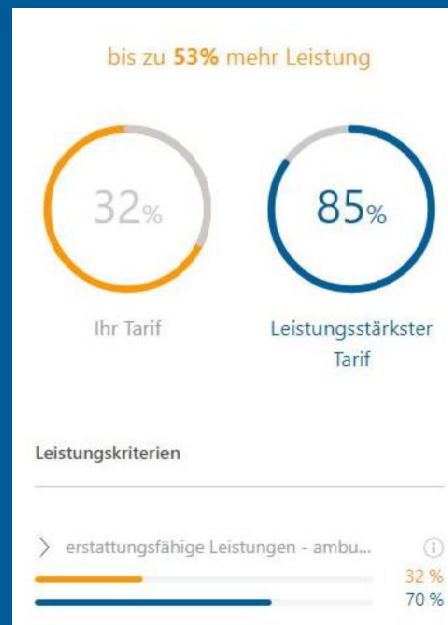 bis zu 53% mehr Leistung
32%
85%
Ihr Tarif
Leistungsstärkster
Tarif
Leistungskriterien
erstattungsfähige Leistungen - ambu...
32 %
70 %